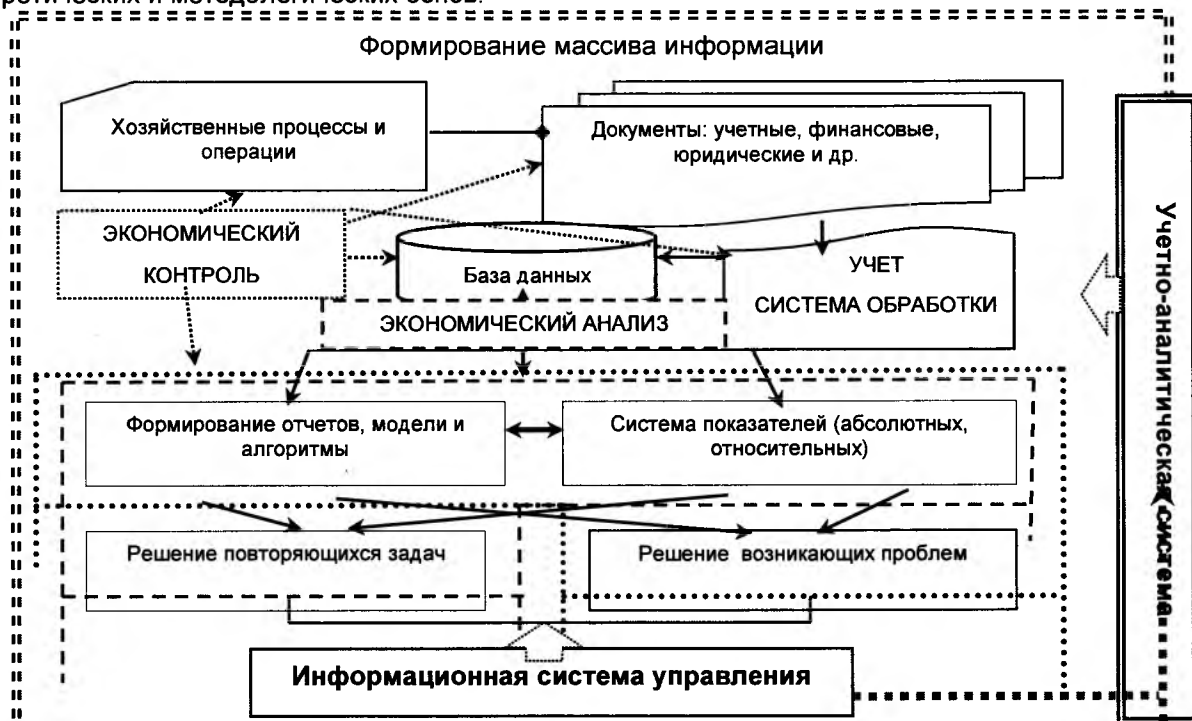 ретических и методологических основ.
Формирование массива информации
Хозяйственные процессы и
операции
Документы: учетные, финансовые,
юридические и др.
ЭКОНОМИЧЕСКИЙ
КОНТРОЛЬ
База данных
УЧЕТ
СИСТЕМА ОБРАБОТКИ
ЭКОНОМИЧЕСКИЙ АНАЛИЗ
Формирование отчетов, модели и
алгоритмы
Система показателей (абсолютных,
относительных)
Решение повторяющихся задач
Решение возникающих проблем
Информационная система управления
Учетно-аналитическая система